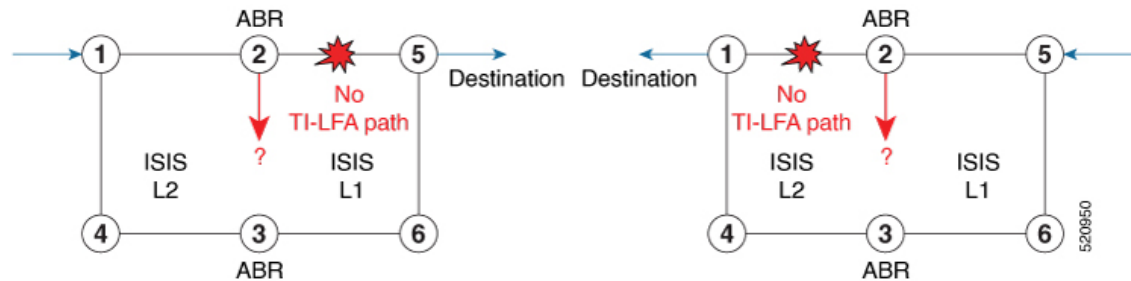 ABR
1
2
5
Destination
No
TI-LFA path
?
ISIS
L2
ISIS
L1
4
3
6
ABR
ABR
1
2
5
Destination
No
TI-LFA path
?
ISIS
L2
ISIS
L1
4
3
6
ABR
520950